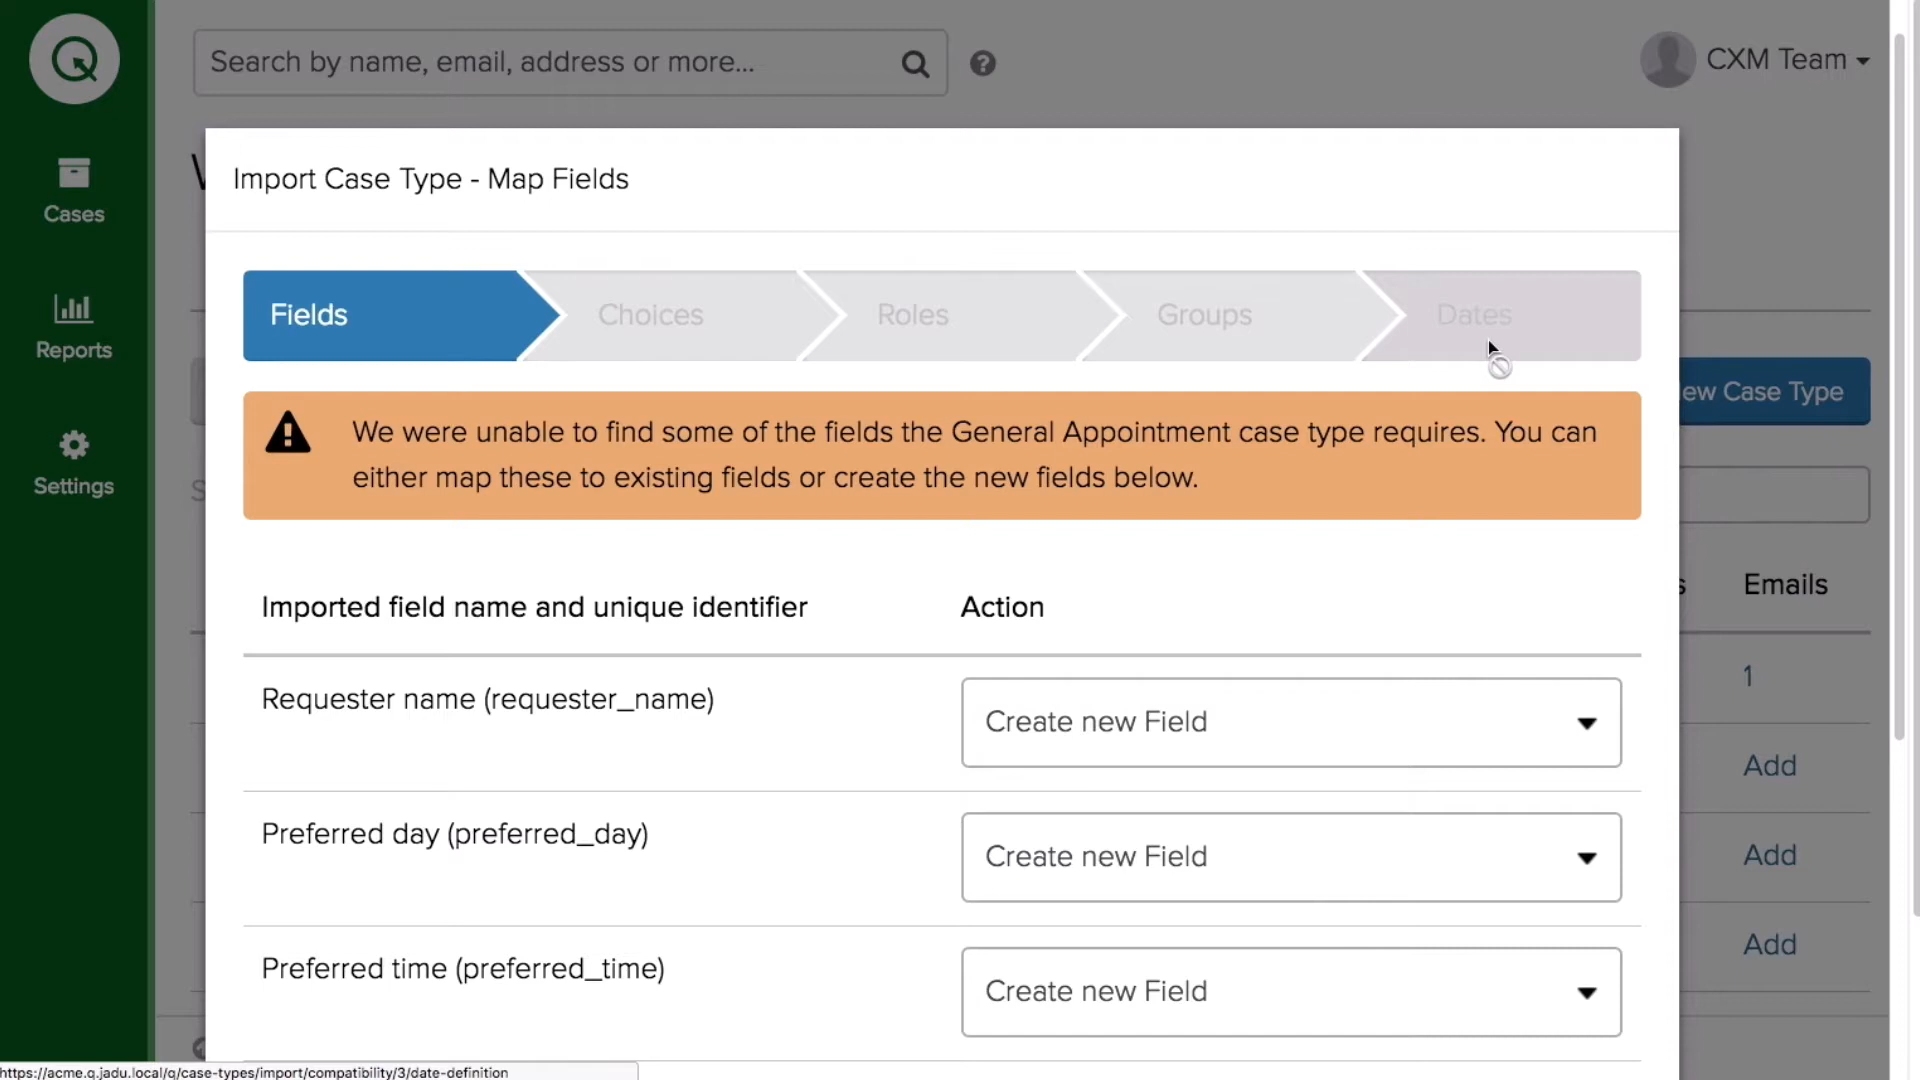 Search by name, email, address or more...
CXM Team
Cases
Reports
Settings
Import Case Type - Map Fields
Fields
Choices
Roles
Groups
Dates
ew Case Type
We were unable to find some of the fields the General Appointment case type requires. You can
either map these to existing fields or create the new fields below.
Emails
Imported field name and unique identifier
Action
Requester name (requester_name)
Create new Field
1
Preferred day (preferred_day)
Create new Field
Add
Add
Preferred time (preferred_time)
Create new Field
Add
https://acme.q.jadu.local/q/case-types/import/compatibility/3/date-definition